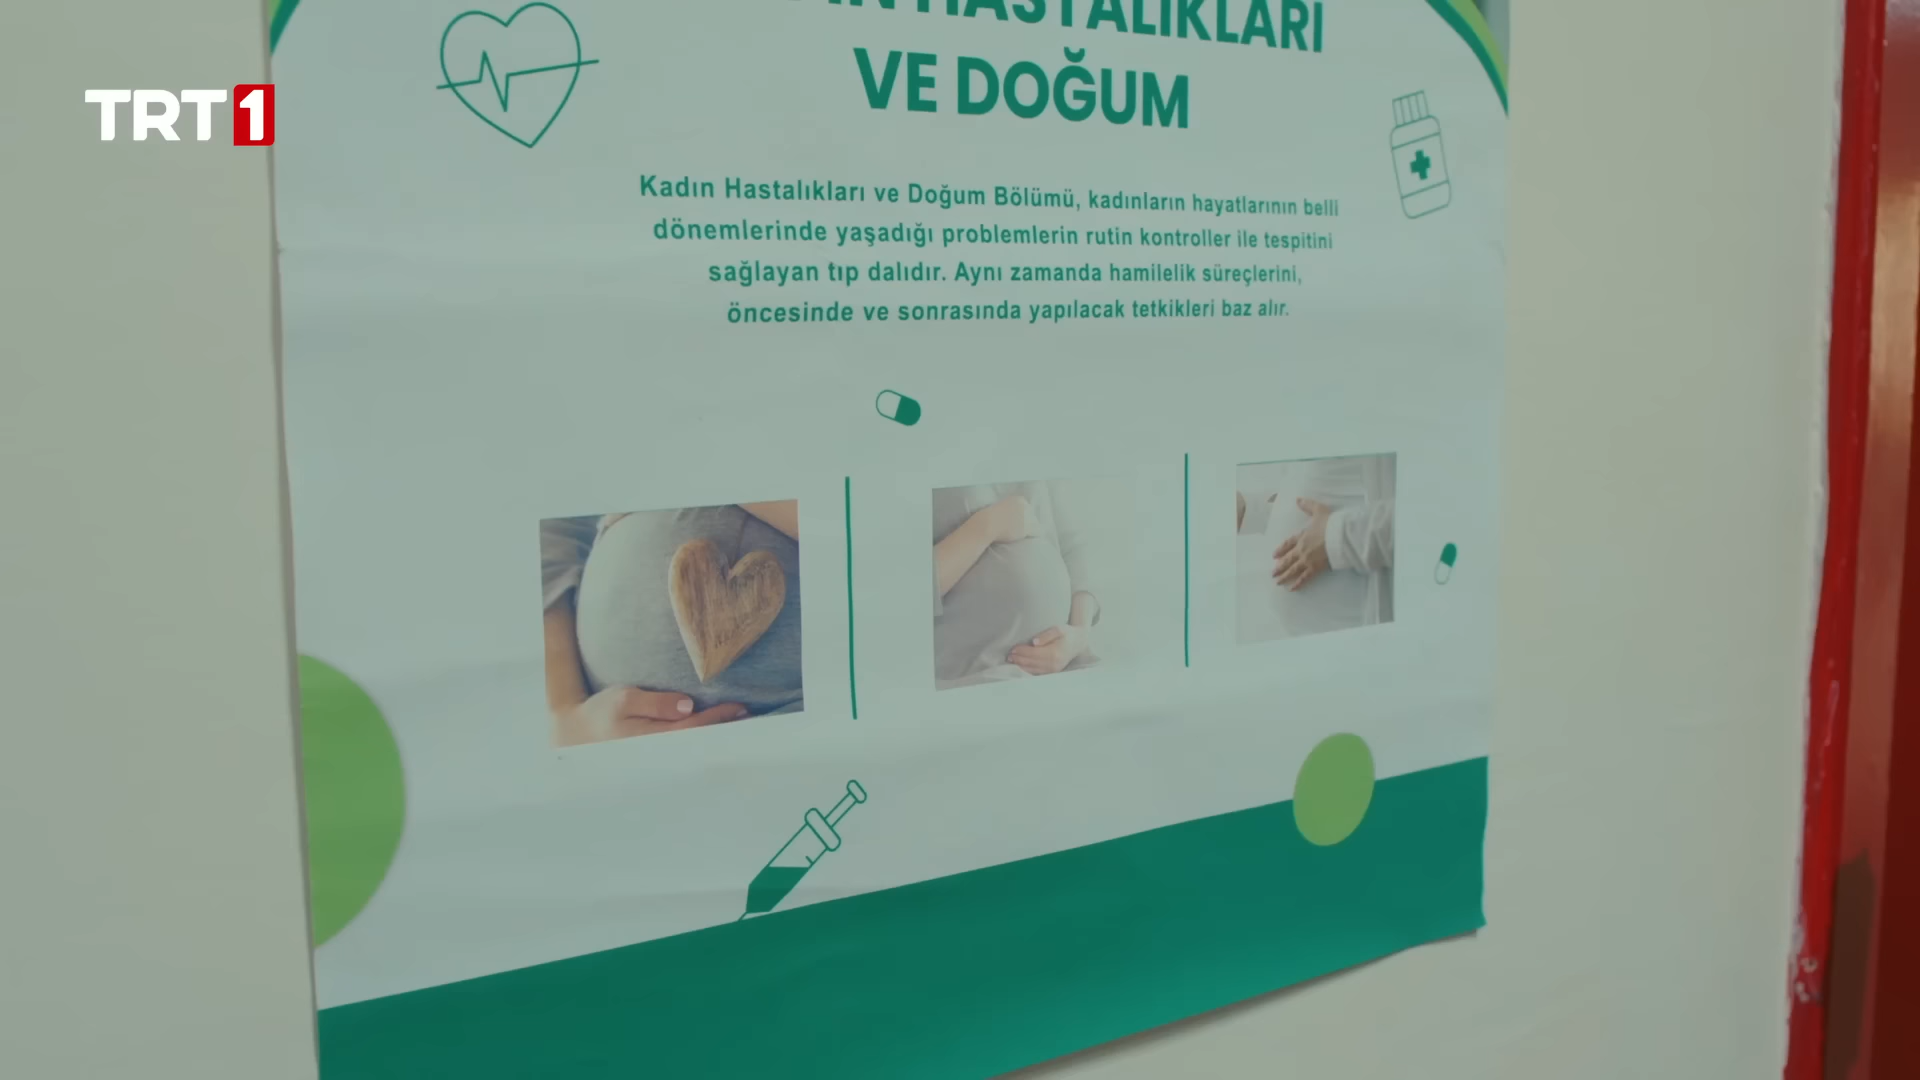 HASTALIKLARI
VE DOĞUM
TRT1
Kadın Hastalıkları ve Doğum Bölümü, kadınların hayatlarının belli
dönemlerinde yaşadığı problemlerin rutin kontroller ile tespitini
sağlayan tıp dalıdır. Aynı zamanda hamilelik süreçlerini,
öncesinde ve sonrasında yapılacak tetkikleri baz alır.